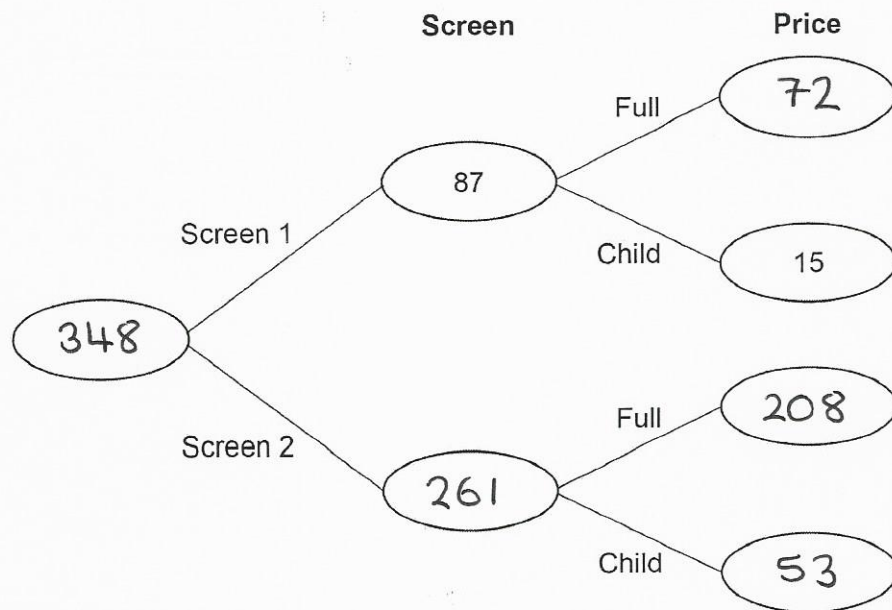 Screen Price
Full 72
87
Screen 1
Child 15
348
Full 208
Screen 2
261
Child 53